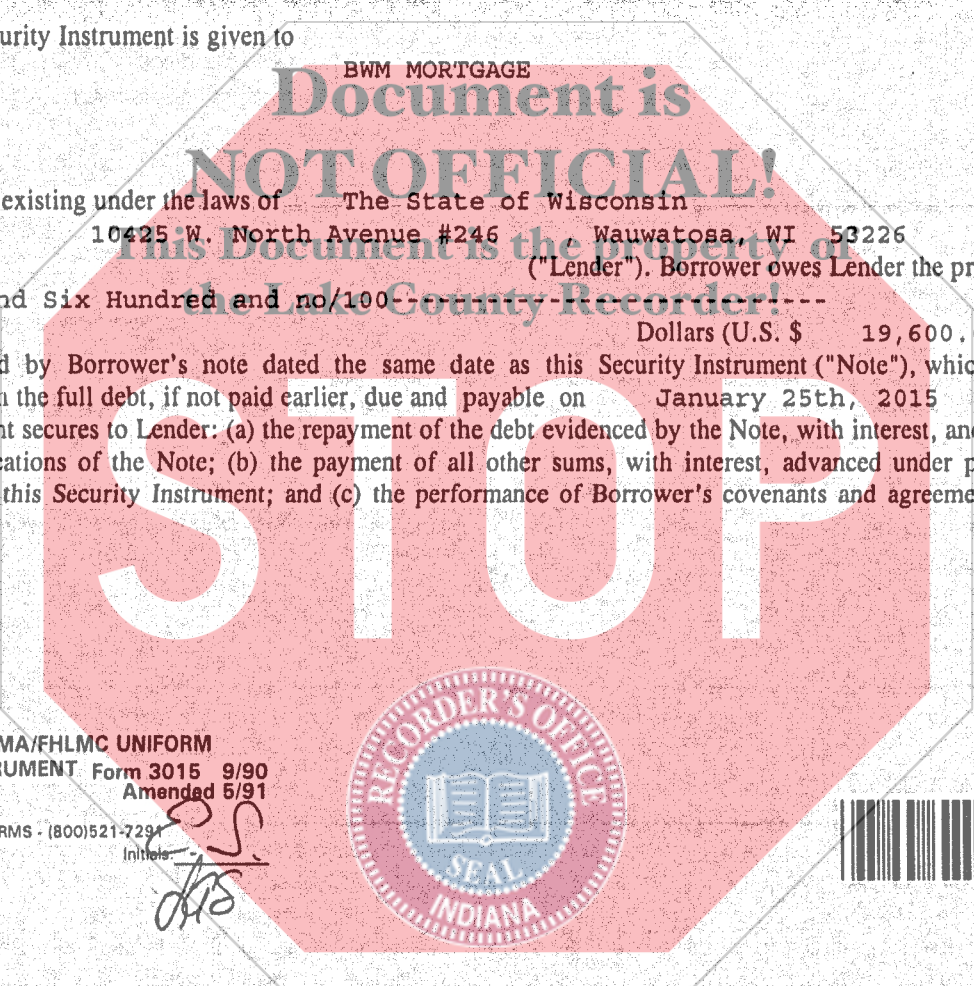 urity Instrument is given to
BWM MORTGAGE
Document is
NOT OFFICIAL!
existing under the laws of The State of Wisconsin
10425 W. North Avenue #246 , Wauwatosa, WI 53226
This Document is the property of
("Lender"). Borrower owes Lender the pr
nd Six Hundred and no/100--------------------------------
the Lake County Recorder!
Dollars (U.S. $ 19,600.
d by Borrower's note dated the same date as this Security Instrument ("Note"), whic
n the full debt, if not paid earlier, due and payable on January 25th, 2015
nt secures to Lender: (a) the repayment of the debt evidenced by the Note, with interest, and
cations of the Note; (b) the payment of all other sums, with interest, advanced under p
this Security Instrument; and (c) the performance of Borrower's covenants and agreeme
STOP
MA/FHLMC UNIFORM
RUMENT Form 3015 9/90
Amended 5/91
RMS - (800)521-7291
Initials:
RECORDER'S OFFICE
SEAL
INDIANA